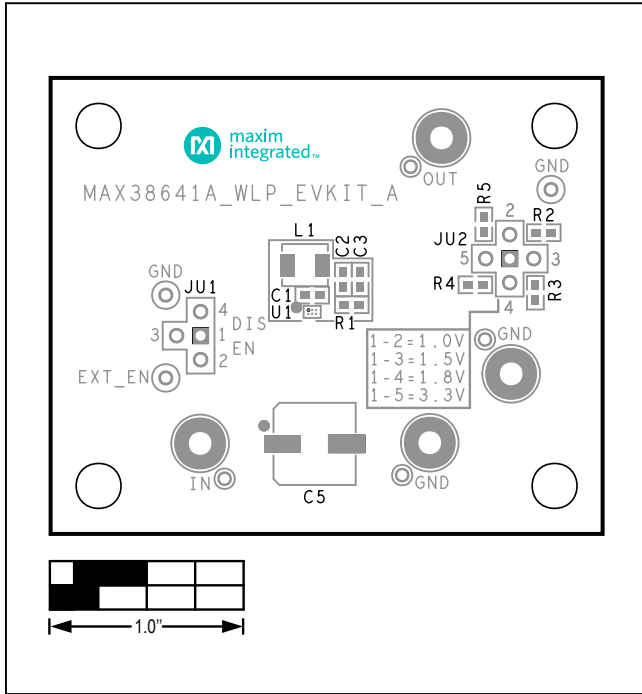 maxim
integrated™
OUT
GND
MAX38641A_WLP_EVKIT_A
R5
2
R2
L1
C2
C3
JU2
5
3
GND
JU1
C1
R4
R3
4
4
U1
R1
3
1
DIS
2
EN
GND
1-2=1.0V
1-3=1.5V
1-4=1.8V
1-5=3.3V
EXT_EN
IN
GND
C5
1.0"